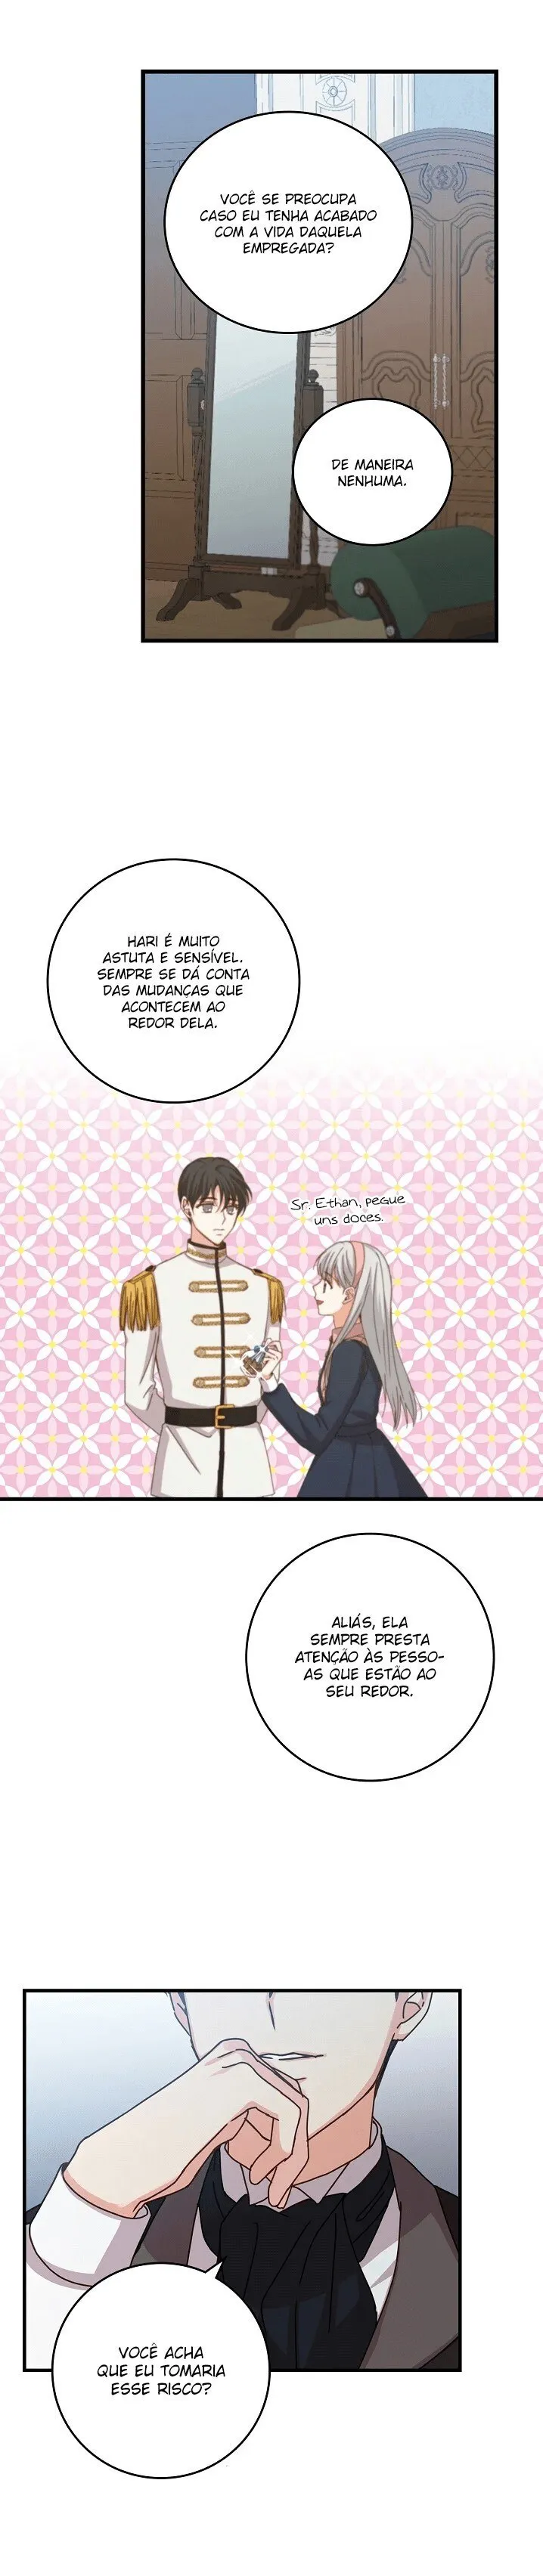 VOCÊ SE PREOCUPA
CASO EU TENHA ACABADO
COM A VIDA DAQUELA
EMPREGADA?
DE MANEIRA
NENHUMA.
HARI É MUITO
ASTUTA E SENSÍVEL.
SEMPRE SE DÁ CONTA
DAS MUDANÇAS QUE
ACONTECEM AO
REDOR DELA.
Sr. Ethan, pegue
uns doces.
ALIÁS, ELA
SEMPRE PRESTA
ATENÇÃO ÀS PESSO-
AS QUE ESTÃO AO
SEU REDOR.
VOCÊ ACHA
QUE EU TOMARIA
ESSE RISCO?